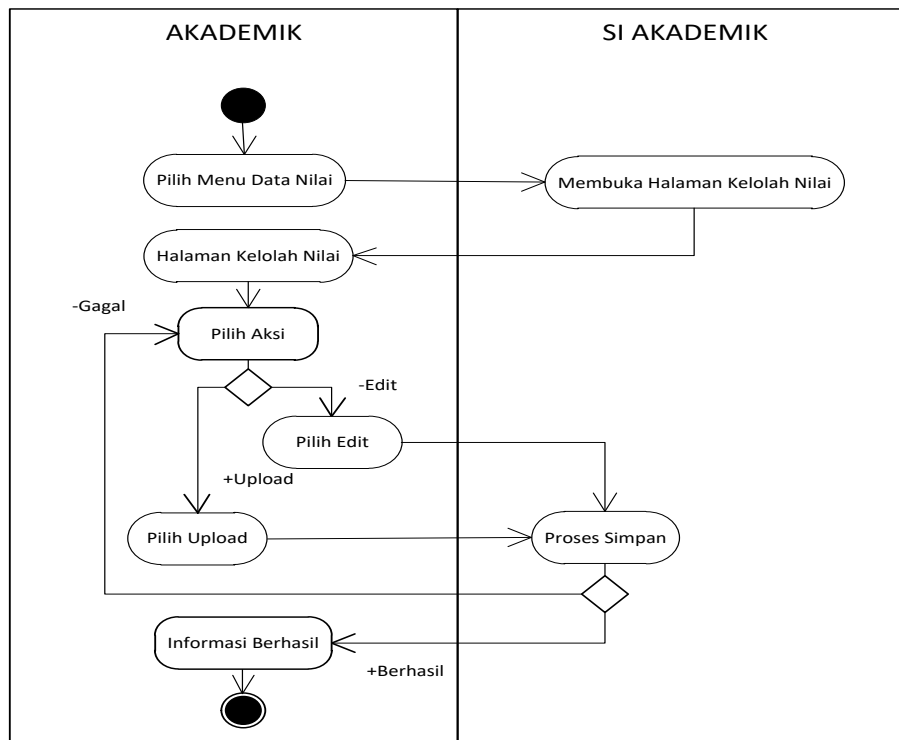 AKADEMIK
SI AKADEMIK
Pilih Menu Data Nilai
Membuka Halaman Kelolah Nilai
Halaman Kelolah Nilai
-Gagal
Pilih Aksi
-Edit
Pilih Edit
+Upload
Pilih Upload
Proses Simpan
Informasi Berhasil
+Berhasil